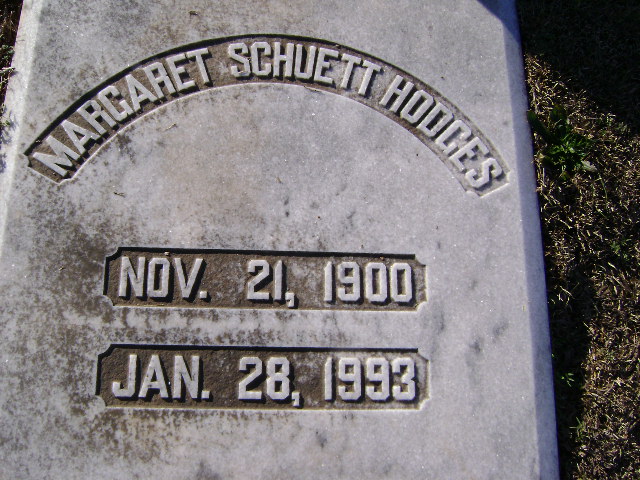 MARGARET SCHUETT HODGES
NOV. 21, 1900
JAN. 28, 1993